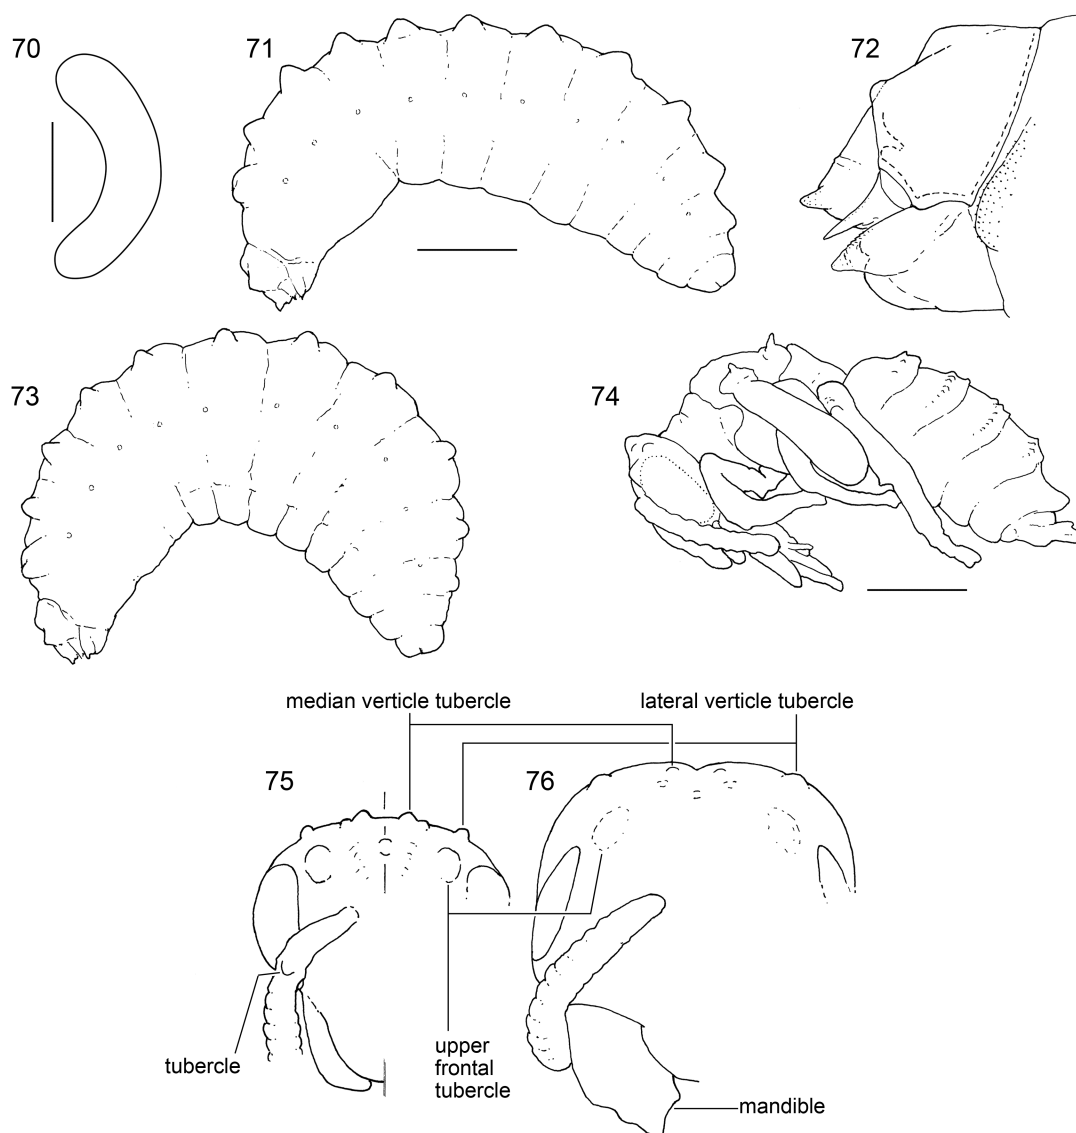 70
71
72
73
74
median verticle tubercle
lateral verticle tubercle
75
76
tubercle
upper
frontal
tubercle
mandible